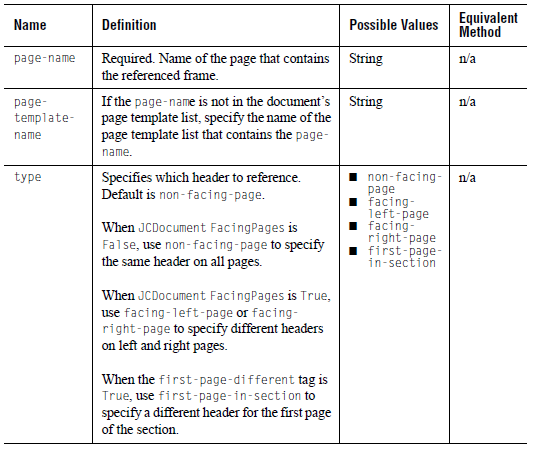 Name Definition Possible Values Equivalent
Method
page-name Required. Name of the page that contains String n/a
the referenced frame.
page- If the page-name is not in the document’s String n/a
template- page template list, specify the name of the
name page template list that contains the page-
name.
type Specifies which header to reference. ■ non-facing- n/a
Default is non-facing-page. page
■ facing-
left-page
When JCDocument FacingPages is ■ facing-
False, use non-facing-page to specify right-page
the same header on all pages. ■ first-page-
in-section
When JCDocument FacingPages is True,
use facing-left-page or facing-
right-page to specify different headers
on left and right pages.
When the first-page-different tag is
True, use first-page-in-section to
specify a different header for the first page
of the section.